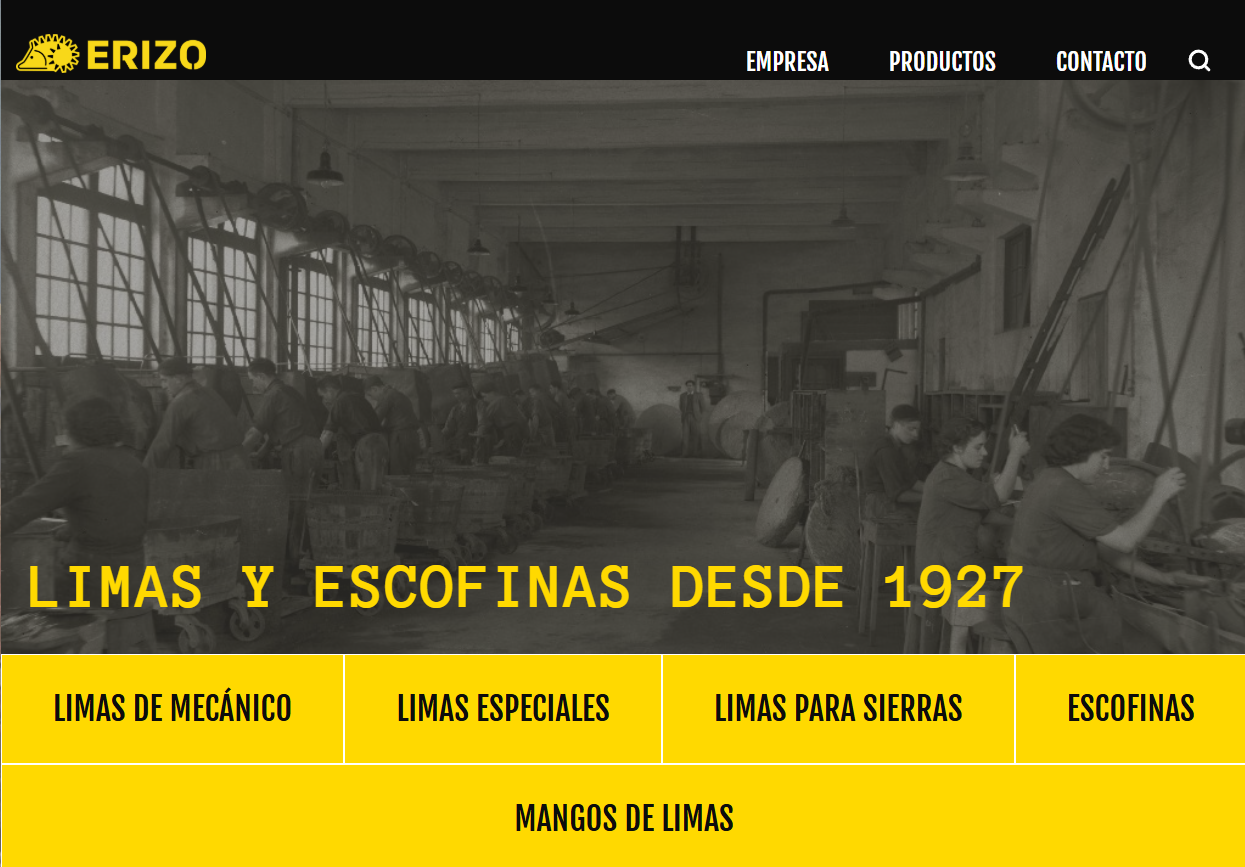 ERIZO
EMPRESA PRODUCTOS CONTACTO
LIMAS Y ESCOFINAS DESDE 1927
LIMAS DE MECÁNICO LIMAS ESPECIALES LIMAS PARA SIERRAS ESCOFINAS
MANGOS DE LIMAS